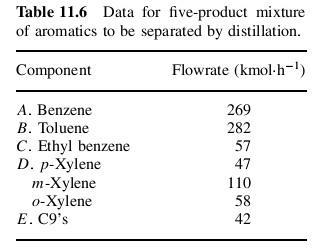 Table 11.6 Data for five-product mixture
of aromatics to be separated by distillation.
Component Flowrate (kmol·h⁻¹)
A. Benzene 269
B. Toluene 282
C. Ethyl benzene 57
D. p-Xylene 47
m-Xylene 110
o-Xylene 58
E. C9's 42